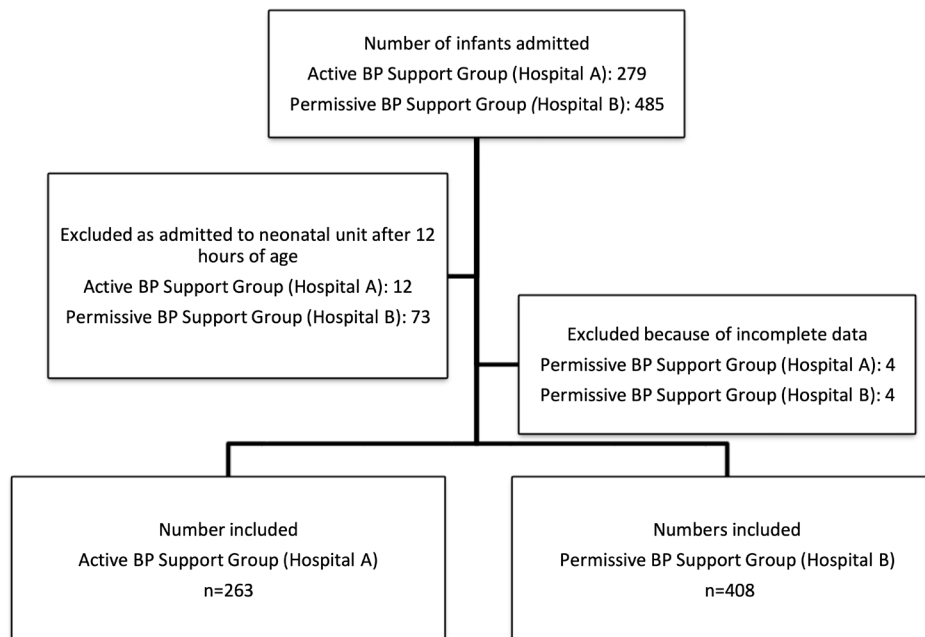 Number of infants admitted
Active BP Support Group (Hospital A): 279
Permissive BP Support Group (Hospital B): 485
Excluded as admitted to neonatal unit after 12
hours of age
Active BP Support Group (Hospital A): 12
Permissive BP Support Group (Hospital B): 73
Excluded because of incomplete data
Permissive BP Support Group (Hospital A): 4
Permissive BP Support Group (Hospital B): 4
Number included
Active BP Support Group (Hospital A)
n=263
Numbers included
Permissive BP Support Group (Hospital B)
n=408